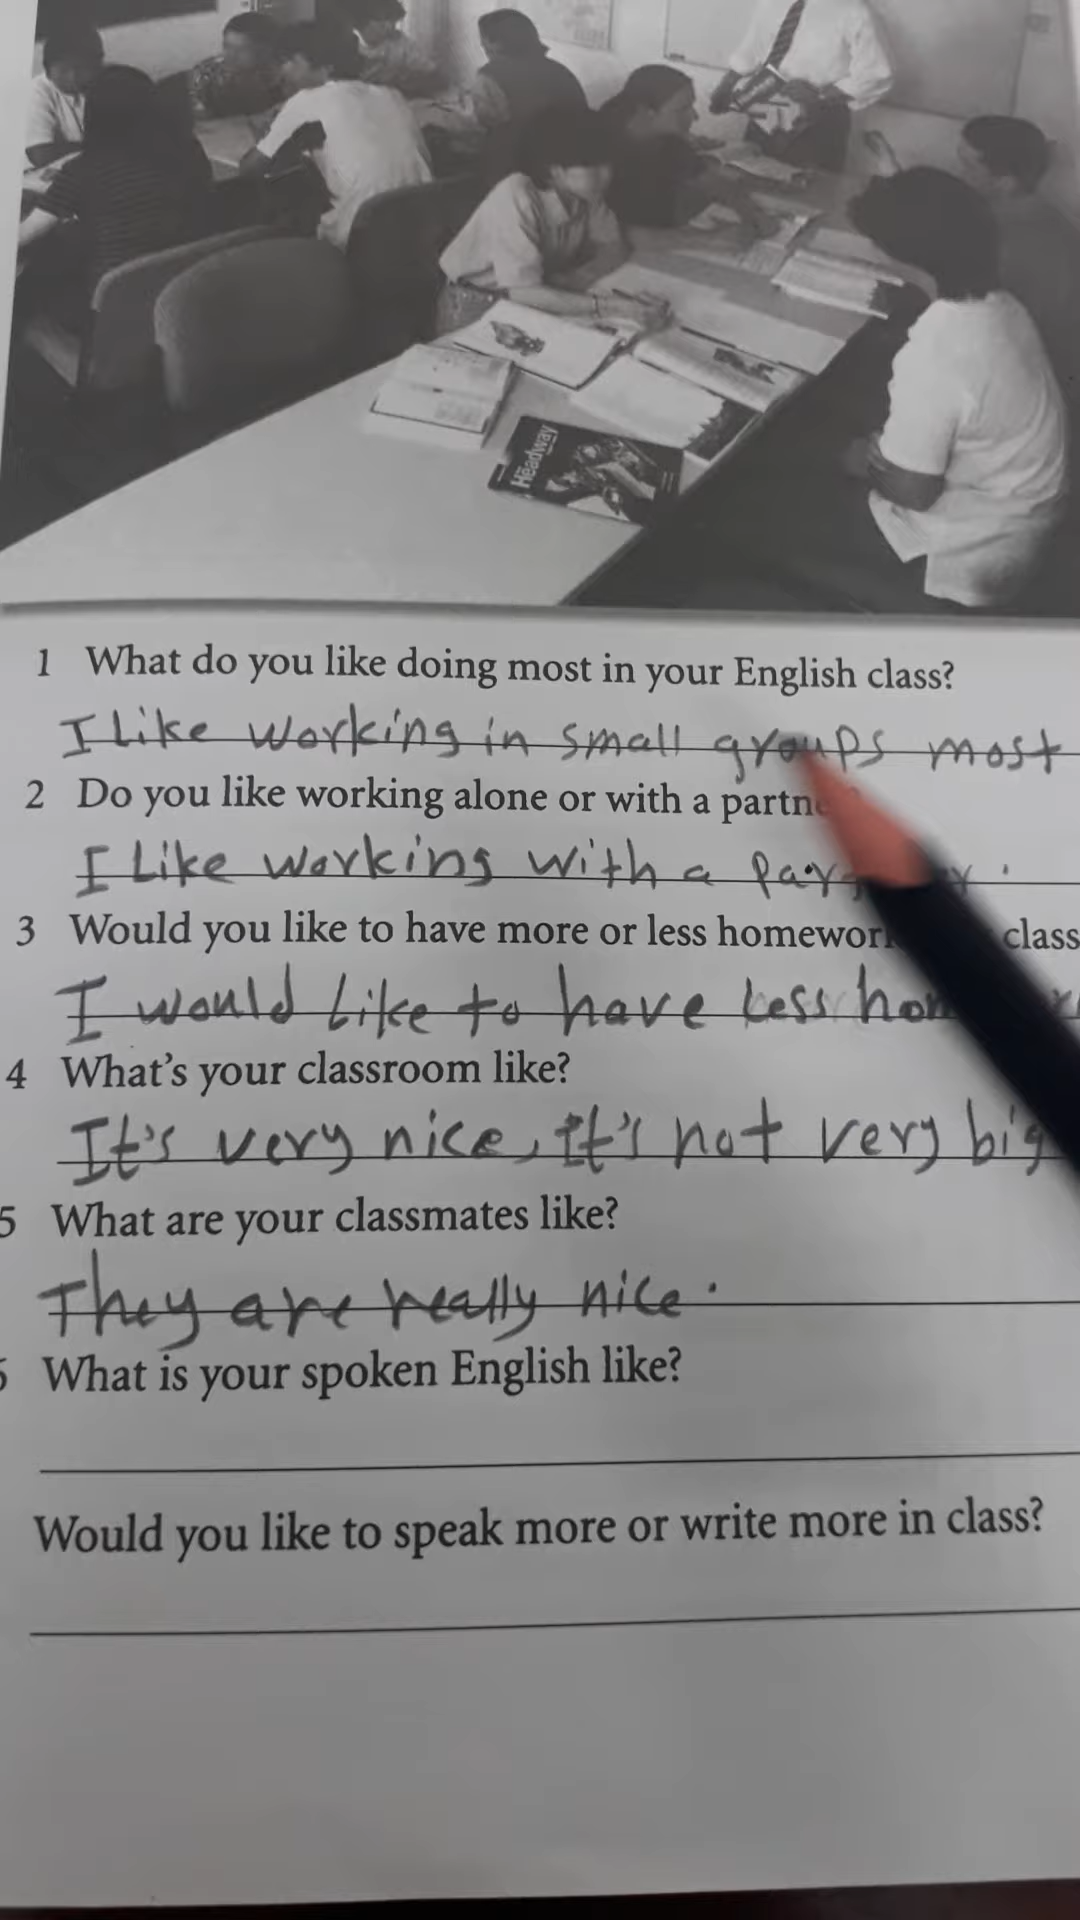 Headway
1 What do you like doing most in your English class?
I like working in small groups most
2 Do you like working alone or with a
I Like working with a
3 Would you like to have more or less class
I would like to have less
4 What's your classroom like?
It's very nice, It's not very big
5 What are your classmates like?
They are really nice.
What is your spoken English like?
Would you like to speak more or write more in class?